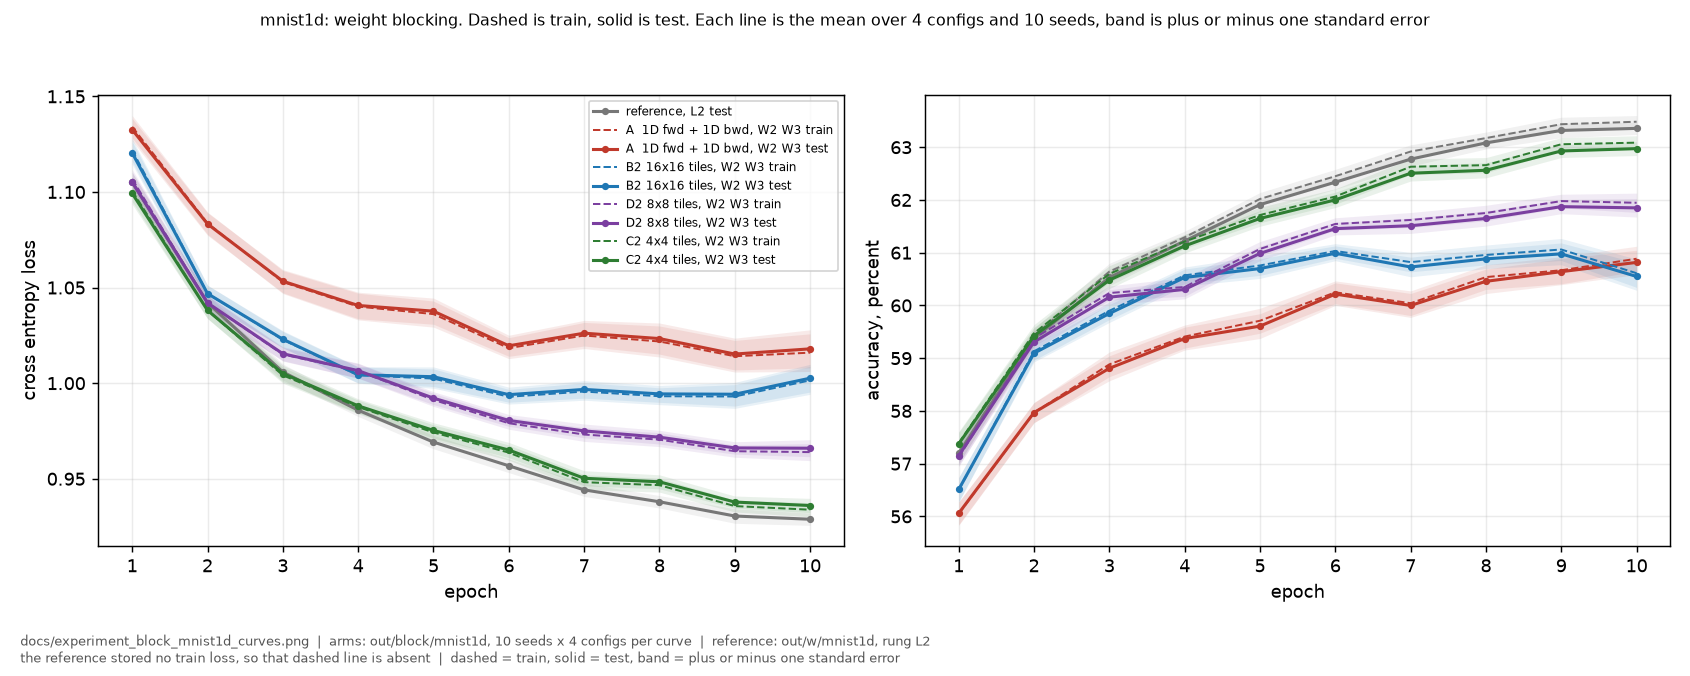 mnist1d: weight blocking. Dashed is train, solid is test. Each line is the mean over 4 configs and 10 seeds, band is plus or minus one standard error
cross entropy loss
1.15
1.10
1.05
1.00
0.95
reference, L2 test
A 1D fwd + 1D bwd, W2 W3 train
A 1D fwd + 1D bwd, W2 W3 test
B2 16x16 tiles, W2 W3 train
B2 16x16 tiles, W2 W3 test
D2 8x8 tiles, W2 W3 train
D2 8x8 tiles, W2 W3 test
C2 4x4 tiles, W2 W3 train
C2 4x4 tiles, W2 W3 test
1 2 3 4 5 6 7 8 9 10
epoch
accuracy, percent
63
62
61
60
59
58
57
56
1 2 3 4 5 6 7 8 9 10
epoch
docs/experiment_block_mnist1d_curves.png | arms: out/block/mnist1d, 10 seeds x 4 configs per curve | reference: out/w/mnist1d, rung L2
the reference stored no train loss, so that dashed line is absent | dashed = train, solid = test, band = plus or minus one standard error